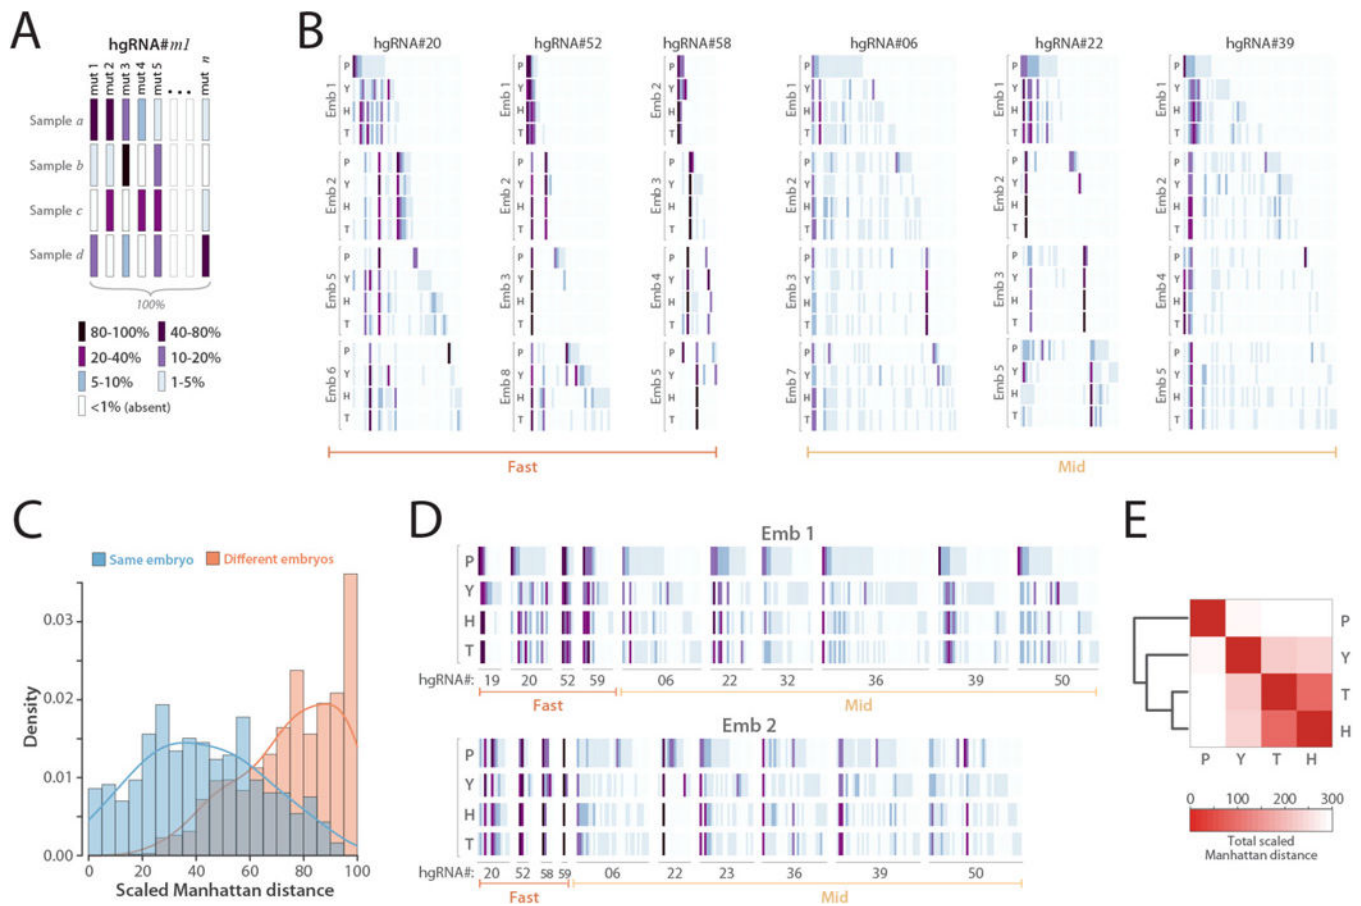 A
hgRNA#m1
mut 1
mut 2
mut 3
mut 4
mut 5
...
mut n
Sample a
Sample b
Sample c
Sample d
100%
80-100%
40-80%
20-40%
10-20%
5-10%
1-5%
<1% (absent)
B
hgRNA#20
Emb 1
P
Y
H
T
Emb 2
P
Y
H
T
Emb 5
P
Y
H
T
Emb 6
P
Y
H
T
hgRNA#52
Emb 1
P
Y
H
T
Emb 2
P
Y
H
T
Emb 3
P
Y
H
T
Emb 8
P
Y
H
T
hgRNA#58
Emb 2
P
Y
H
T
Emb 3
P
Y
H
T
Emb 4
P
Y
H
T
Emb 5
P
Y
H
T
hgRNA#06
Emb 1
P
Y
H
T
Emb 2
P
Y
H
T
Emb 3
P
Y
H
T
Emb 7
P
Y
H
T
hgRNA#22
Emb 1
P
Y
H
T
Emb 2
P
Y
H
T
Emb 3
P
Y
H
T
Emb 5
P
Y
H
T
hgRNA#39
Emb 1
P
Y
H
T
Emb 2
P
Y
H
T
Emb 4
P
Y
H
T
Emb 5
P
Y
H
T
Fast
Mid
C
Same embryo
Different embryos
Density
0.03
0.02
0.01
0.00
0 20 40 60 80 100
Scaled Manhattan distance
D
Emb 1
P
Y
H
T
hgRNA#: 19 20 52 59 06 22 32 36 39 50
Fast
Mid
Emb 2
P
Y
H
T
hgRNA#: 20 52 58 59 06 22 23 36 39 50
Fast
Mid
E
P
Y
T
H
P Y T H
0 100 200 300
Total scaled
Manhattan distance